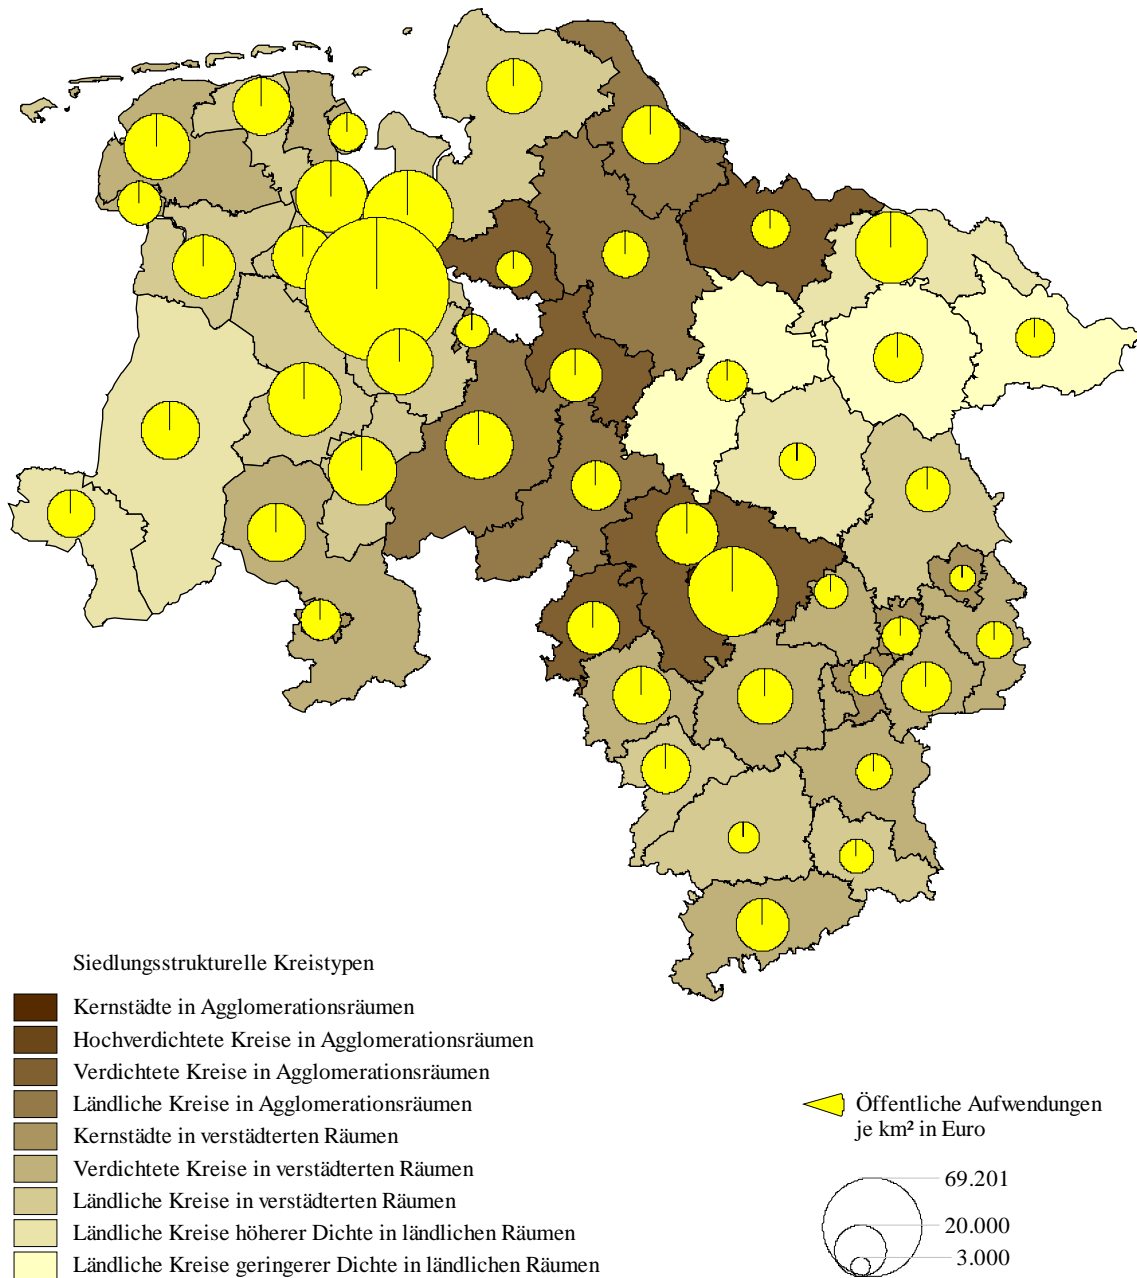 Siedlungsstrukturelle Kreistypen
Kernstädte in Agglomerationsräumen
Hochverdichtete Kreise in Agglomerationsräumen
Verdichtete Kreise in Agglomerationsräumen
Ländliche Kreise in Agglomerationsräumen
Kernstädte in verstädterten Räumen
Verdichtete Kreise in verstädterten Räumen
Ländliche Kreise in verstädterten Räumen
Ländliche Kreise höherer Dichte in ländlichen Räumen
Ländliche Kreise geringerer Dichte in ländlichen Räumen
Öffentliche Aufwendungen
je km² in Euro
69.201
20.000
3.000